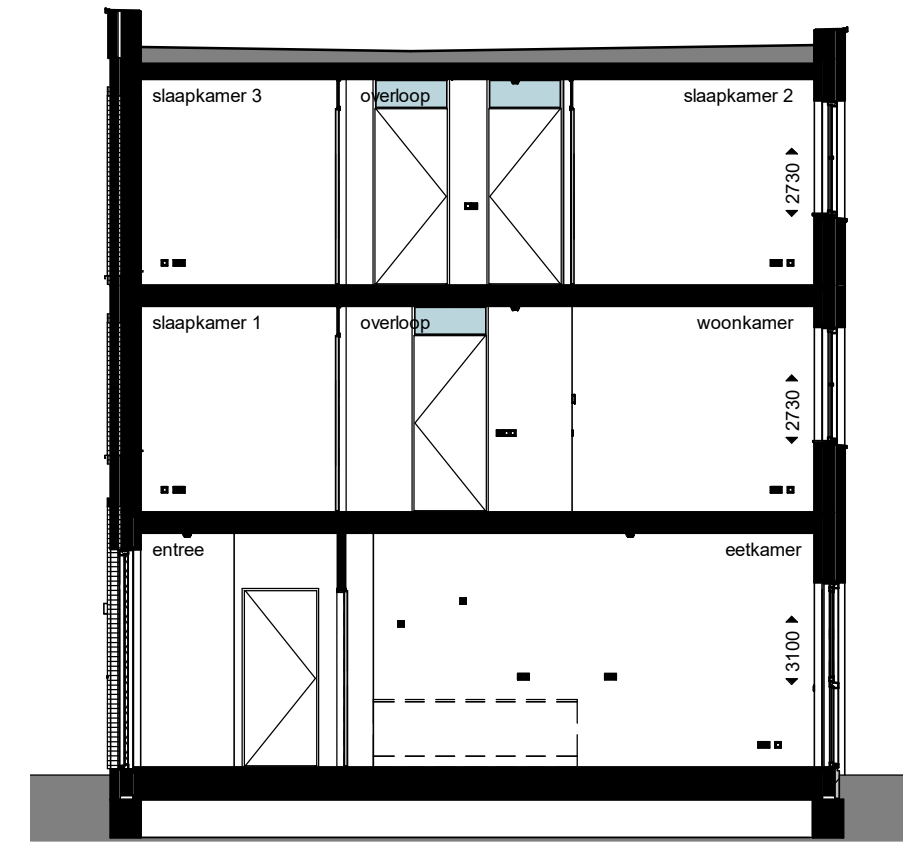 slaapkamer 3
overloop
slaapkamer 2
2730
slaapkamer 1
overloop
woonkamer
2730
entree
eetkamer
3100